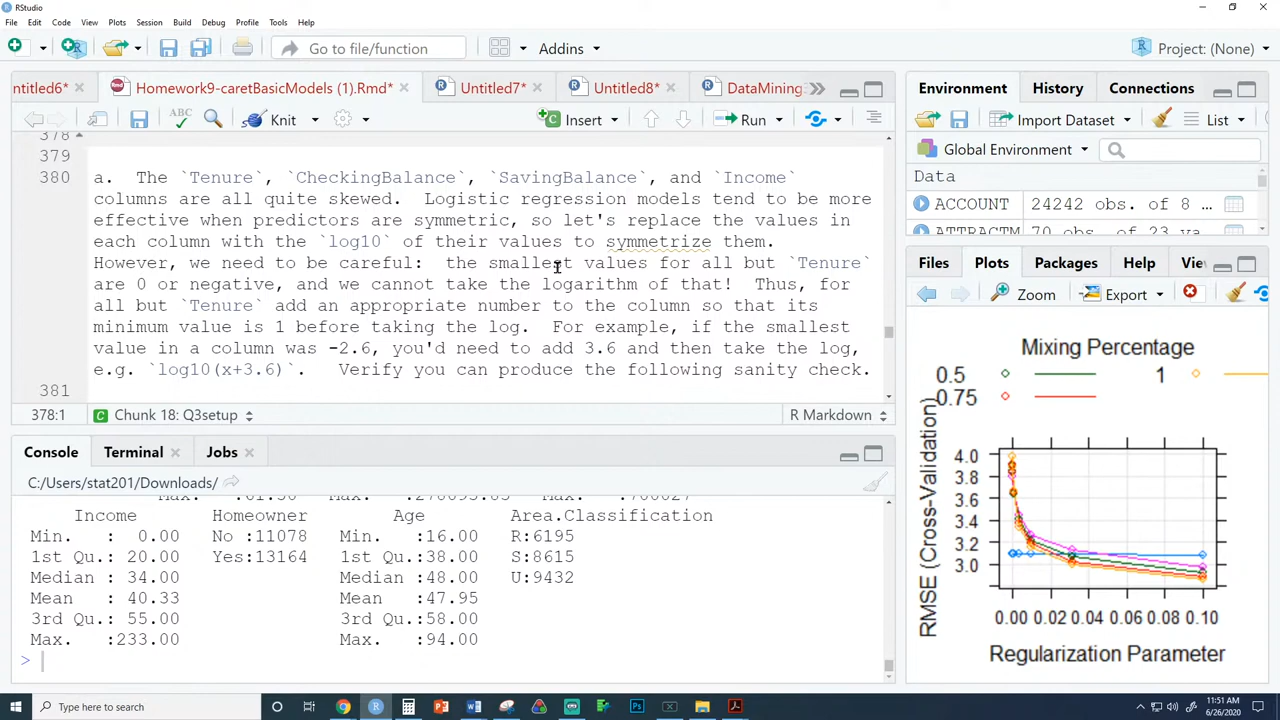 RStudio
File Edit Code View Plots Session Build Debug Profile Tools Help
Go to file/function
Addins
Project: (None)
ntitled6*
Homework9-caretBasicModels (1).Rmd*
Untitled7*
Untitled8*
DataMining
ABC
Knit
Insert
Run
379
380 a. The `Tenure`, `CheckingBalance`, `SavingBalance`, and `Income`
columns are all quite skewed. Logistic regression models tend to be more
effective when predictors are symmetric, so let's replace the values in
each column with the `log10` of their values to symmetrize them.
However, we need to be careful: the smallest values for all but `Tenure`
are 0 or negative, and we cannot take the logarithm of that! Thus, for
all but `Tenure` add an appropriate number to the column so that its
minimum value is 1 before taking the log. For example, if the smallest
value in a column was -2.6, you'd need to add 3.6 and then take the log,
e.g. `log10(x+3.6)`. Verify you can produce the following sanity check.
381
378:1 Chunk 18: Q3setup R Markdown
Console Terminal Jobs
C:/Users/stat201/Downloads/
Income Homeowner Age Area.Classification
Min. : 0.00 No :11078 Min. :16.00 R:6195
1st Qu.: 20.00 Yes:13164 1st Qu.:38.00 S:8615
Median : 34.00 Median :48.00 U:9432
Mean : 40.33 Mean :47.95
3rd Qu.: 55.00 3rd Qu.:58.00
Max. :233.00 Max. :94.00
>
Environment History Connections
Import Dataset List
Global Environment
Data
ACCOUNT 24242 obs. of 8 ...
Files Plots Packages Help Vie
Zoom Export
Mixing Percentage
0.5 1
0.75
RMSE (Cross-Validation)
4.0
3.8
3.6
3.4
3.2
3.0
0.00 0.02 0.04 0.06 0.08 0.10
Regularization Parameter
Type here to search
11:51 AM
6/26/2020